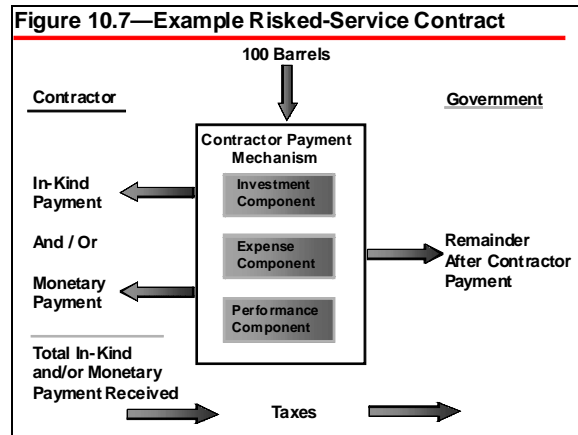 Figure 10.7—Example Risked-Service Contract
100 Barrels
Contractor
Government
Contractor Payment
Mechanism
In-Kind
Payment
Investment
Component
And / Or
Expense
Component
Remainder
After Contractor
Payment
Monetary
Payment
Performance
Component
Total In-Kind
and/or Monetary
Payment Received
Taxes